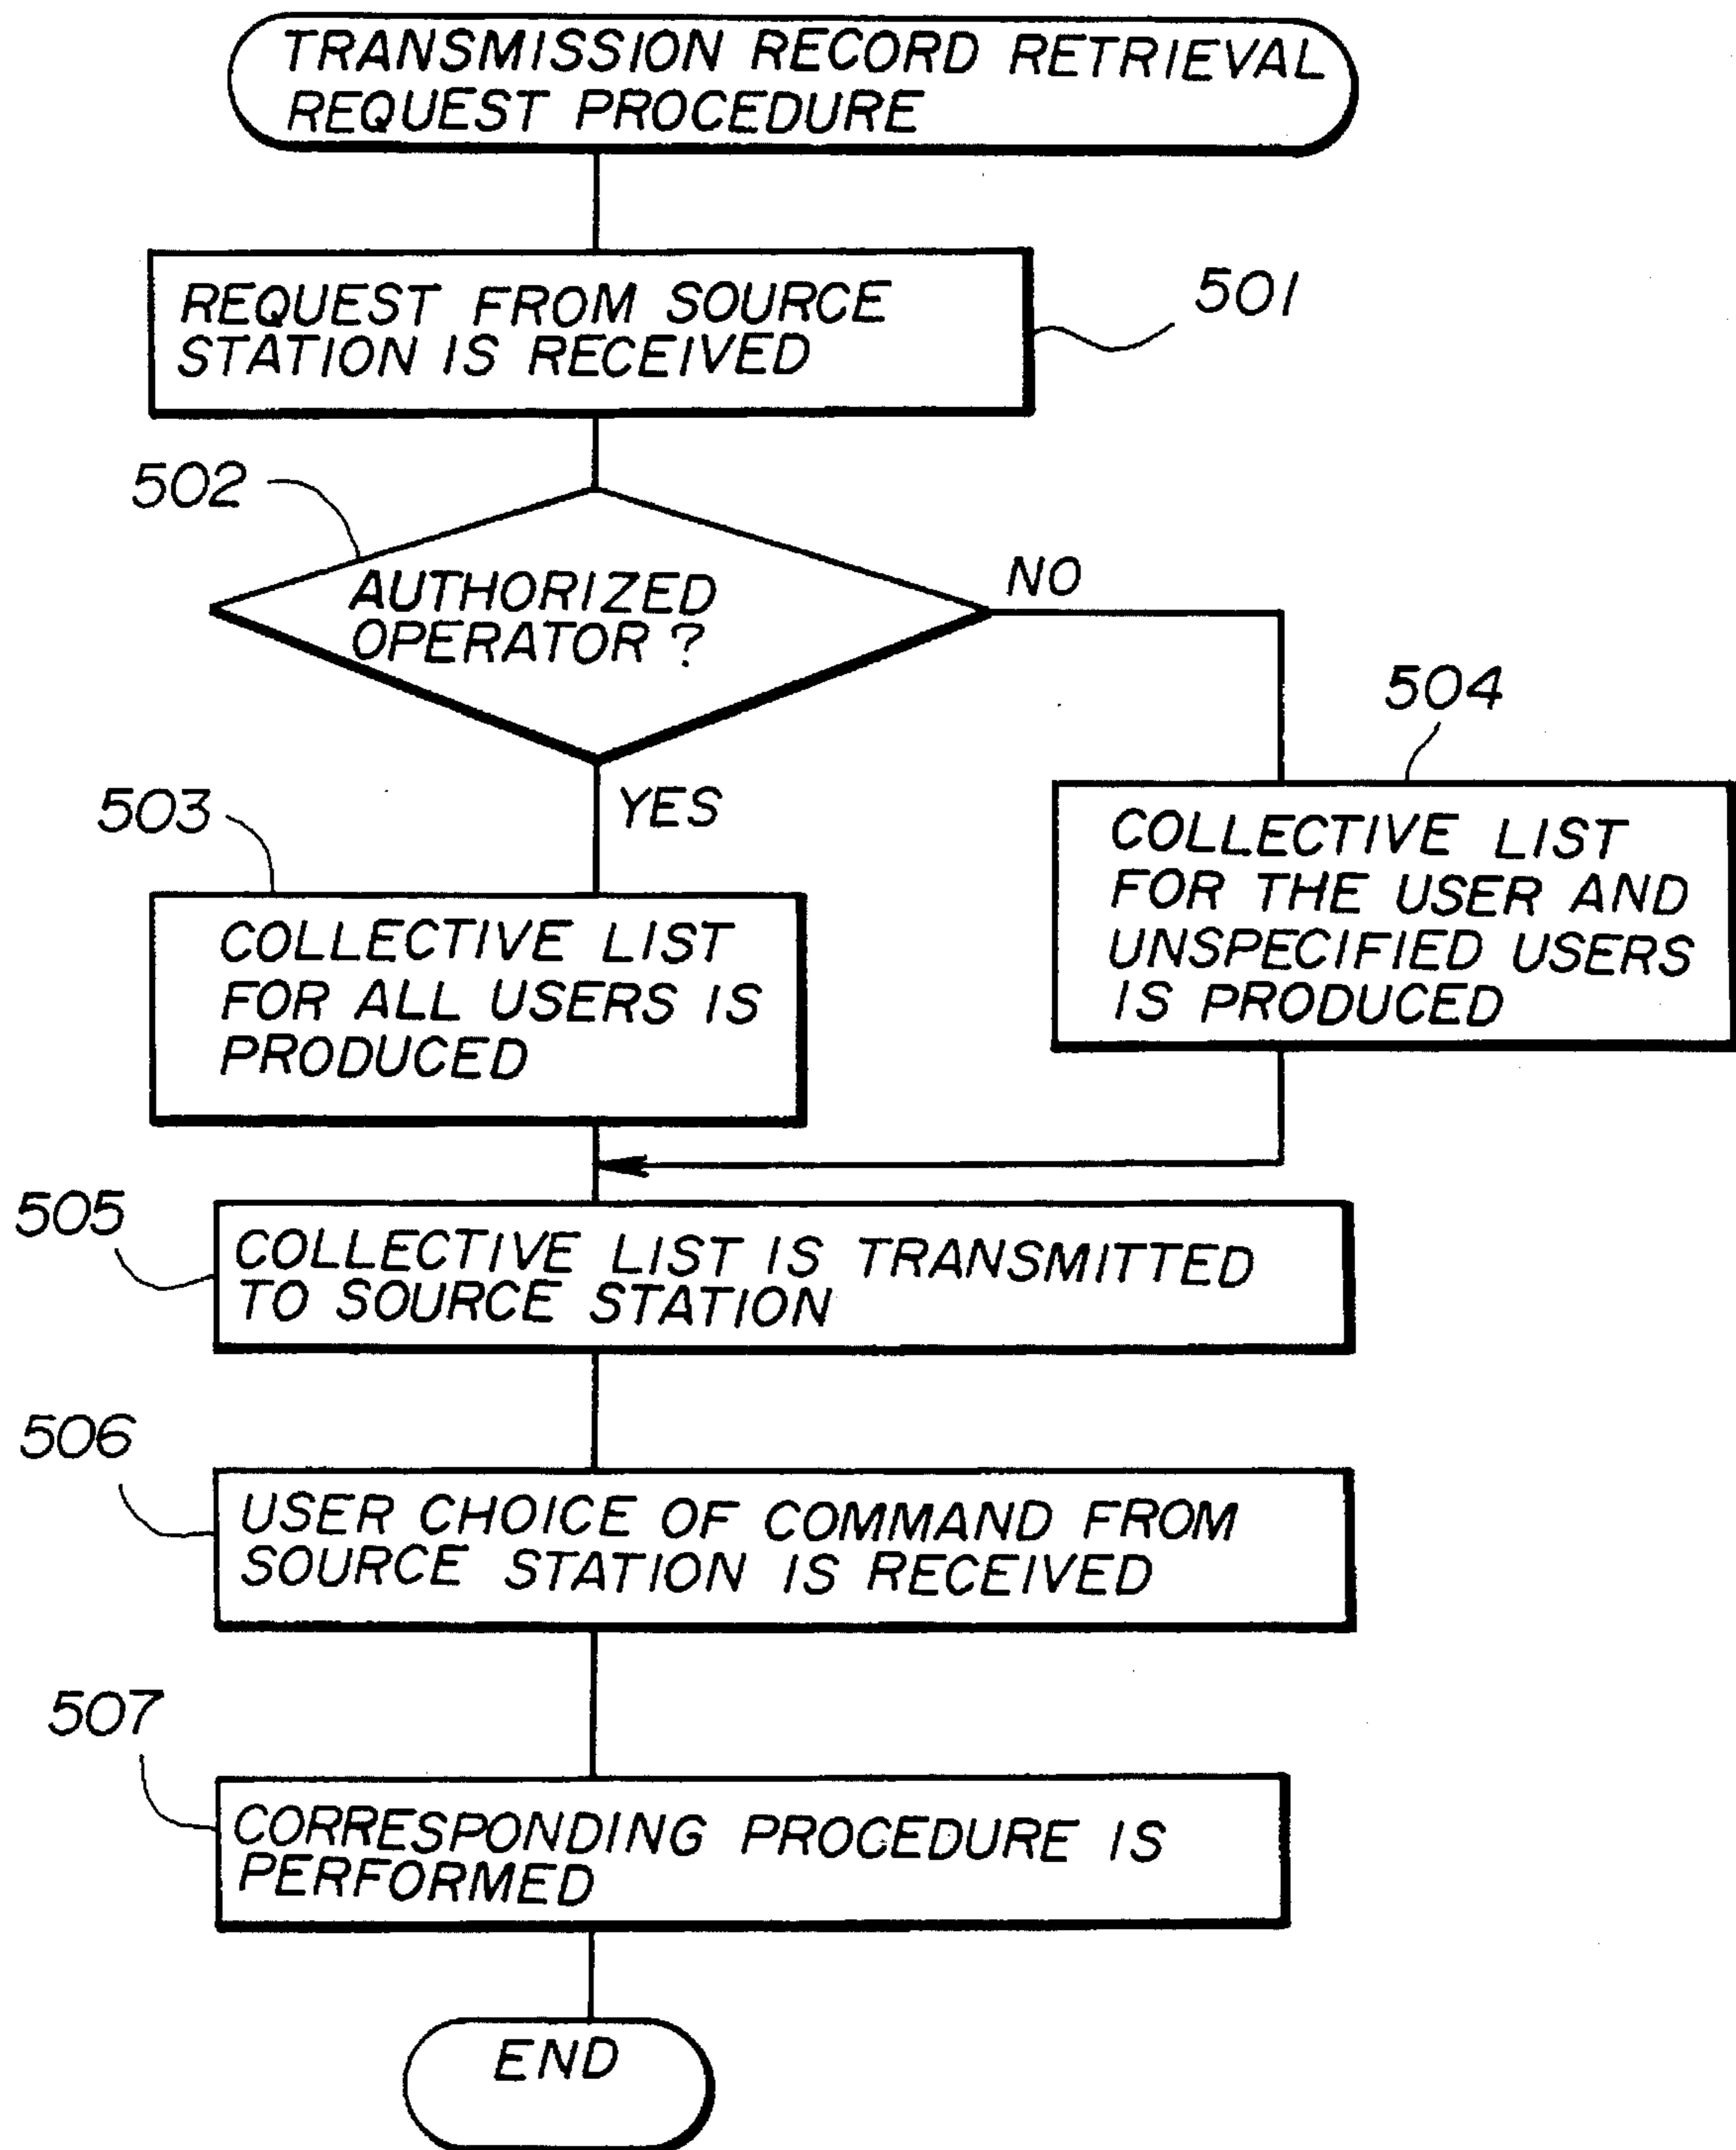 TRANSMISSION RECORD RETRIEVAL
REQUEST PROCEDURE
REQUEST FROM SOURCE
STATION IS RECEIVED
501
502
AUTHORIZED
OPERATOR?
NO
YES
503
504
COLLECTIVE LIST
FOR ALL USERS IS
PRODUCED
COLLECTIVE LIST
FOR THE USER AND
UNSPECIFIED USERS
IS PRODUCED
505
COLLECTIVE LIST IS TRANSMITTED
TO SOURCE STATION
506
USER CHOICE OF COMMAND FROM
SOURCE STATION IS RECEIVED
507
CORRESPONDING PROCEDURE IS
PERFORMED
END